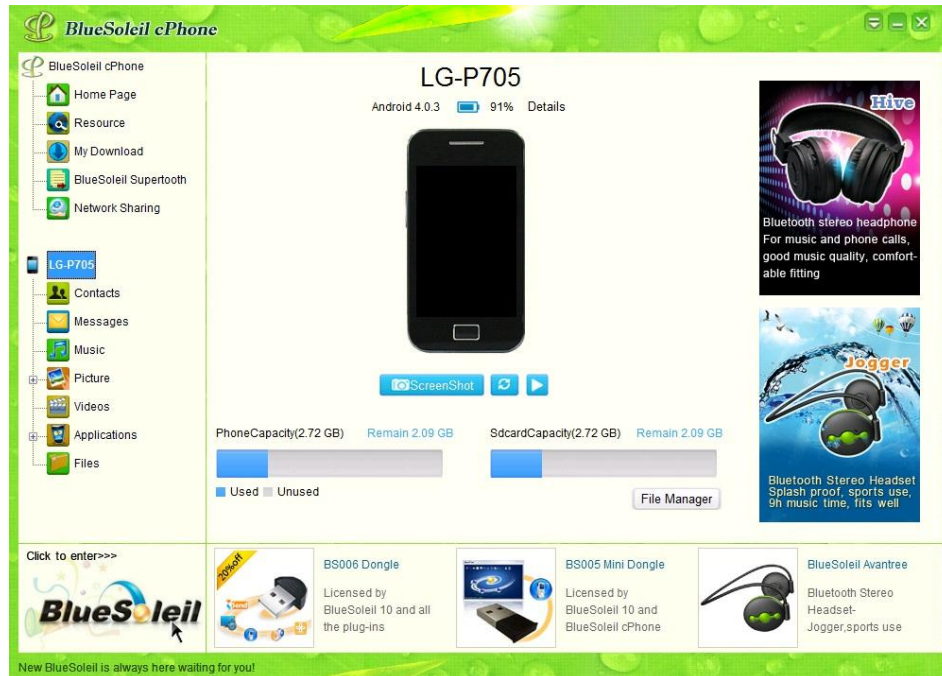 BlueSoleil cPhone
BlueSoleil cPhone
Home Page
Resource
My Download
BlueSoleil Supertooth
Network Sharing
LG-P705
Contacts
Messages
Music
Picture
Videos
Applications
Files
LG-P705
Android 4.0.3 91% Details
ScreenShot
PhoneCapacity(2.72 GB) Remain 2.09 GB
Used Unused
SdcardCapacity(2.72 GB) Remain 2.09 GB
File Manager
Hive
Bluetooth stereo headphone
For music and phone calls,
good music quality, comfort-
able fitting
Jogger
Bluetooth Stereo Headset
Splash proof, sports use,
9h music time, fits well
Click to enter>>>
BlueSoleil
20%off
Send
BS006 Dongle
Licensed by
BlueSoleil 10 and all
the plug-ins
BS005 Mini Dongle
Licensed by
BlueSoleil 10 and
BlueSoleil cPhone
BlueSoleil Avantree
Bluetooth Stereo
Headset-
Jogger,sports use
New BlueSoleil is always here waiting for you!